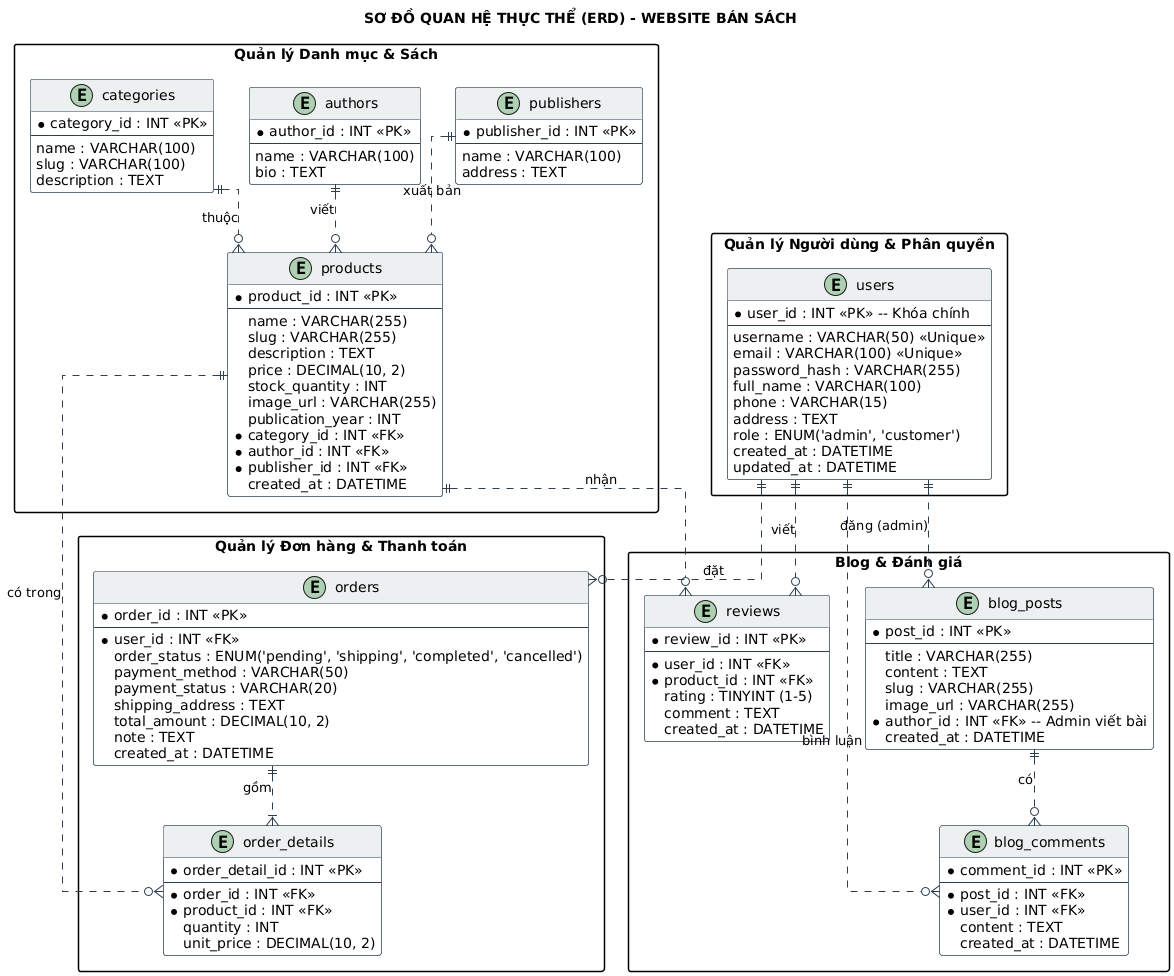 SƠ ĐỒ QUAN HỆ THỰC THỂ (ERD) - WEBSITE BÁN SÁCH
Quản lý Danh mục & Sách
E categories
category_id : INT «PK»
name : VARCHAR(100)
slug : VARCHAR(100)
description : TEXT
E authors
author_id : INT «PK»
name : VARCHAR(100)
bio : TEXT
E publishers
publisher_id : INT «PK»
name : VARCHAR(100)
address : TEXT
thuộc
viết
xuất bản
E products
product_id : INT «PK»
name : VARCHAR(255)
slug : VARCHAR(255)
description : TEXT
price : DECIMAL(10, 2)
stock_quantity : INT
image_url : VARCHAR(255)
publication_year : INT
category_id : INT «FK»
author_id : INT «FK»
publisher_id : INT «FK»
created_at : DATETIME
Quản lý Người dùng & Phân quyền
E users
user_id : INT «PK» -- Khóa chính
username : VARCHAR(50) «Unique»
email : VARCHAR(100) «Unique»
password_hash : VARCHAR(255)
full_name : VARCHAR(100)
phone : VARCHAR(15)
address : TEXT
role : ENUM('admin', 'customer')
created_at : DATETIME
updated_at : DATETIME
nhận
viết
đăng (admin)
đặt
có trong
Quản lý Đơn hàng & Thanh toán
E orders
order_id : INT «PK»
user_id : INT «FK»
order_status : ENUM('pending', 'shipping', 'completed', 'cancelled')
payment_method : VARCHAR(50)
payment_status : VARCHAR(20)
shipping_address : TEXT
total_amount : DECIMAL(10, 2)
note : TEXT
created_at : DATETIME
gồm
E order_details
order_detail_id : INT «PK»
order_id : INT «FK»
product_id : INT «FK»
quantity : INT
unit_price : DECIMAL(10, 2)
Blog & Đánh giá
E reviews
review_id : INT «PK»
user_id : INT «FK»
product_id : INT «FK»
rating : TINYINT (1-5)
comment : TEXT
created_at : DATETIME
bình luận
E blog_posts
post_id : INT «PK»
title : VARCHAR(255)
content : TEXT
slug : VARCHAR(255)
image_url : VARCHAR(255)
author_id : INT «FK» -- Admin viết bài
created_at : DATETIME
có
E blog_comments
comment_id : INT «PK»
post_id : INT «FK»
user_id : INT «FK»
content : TEXT
created_at : DATETIME